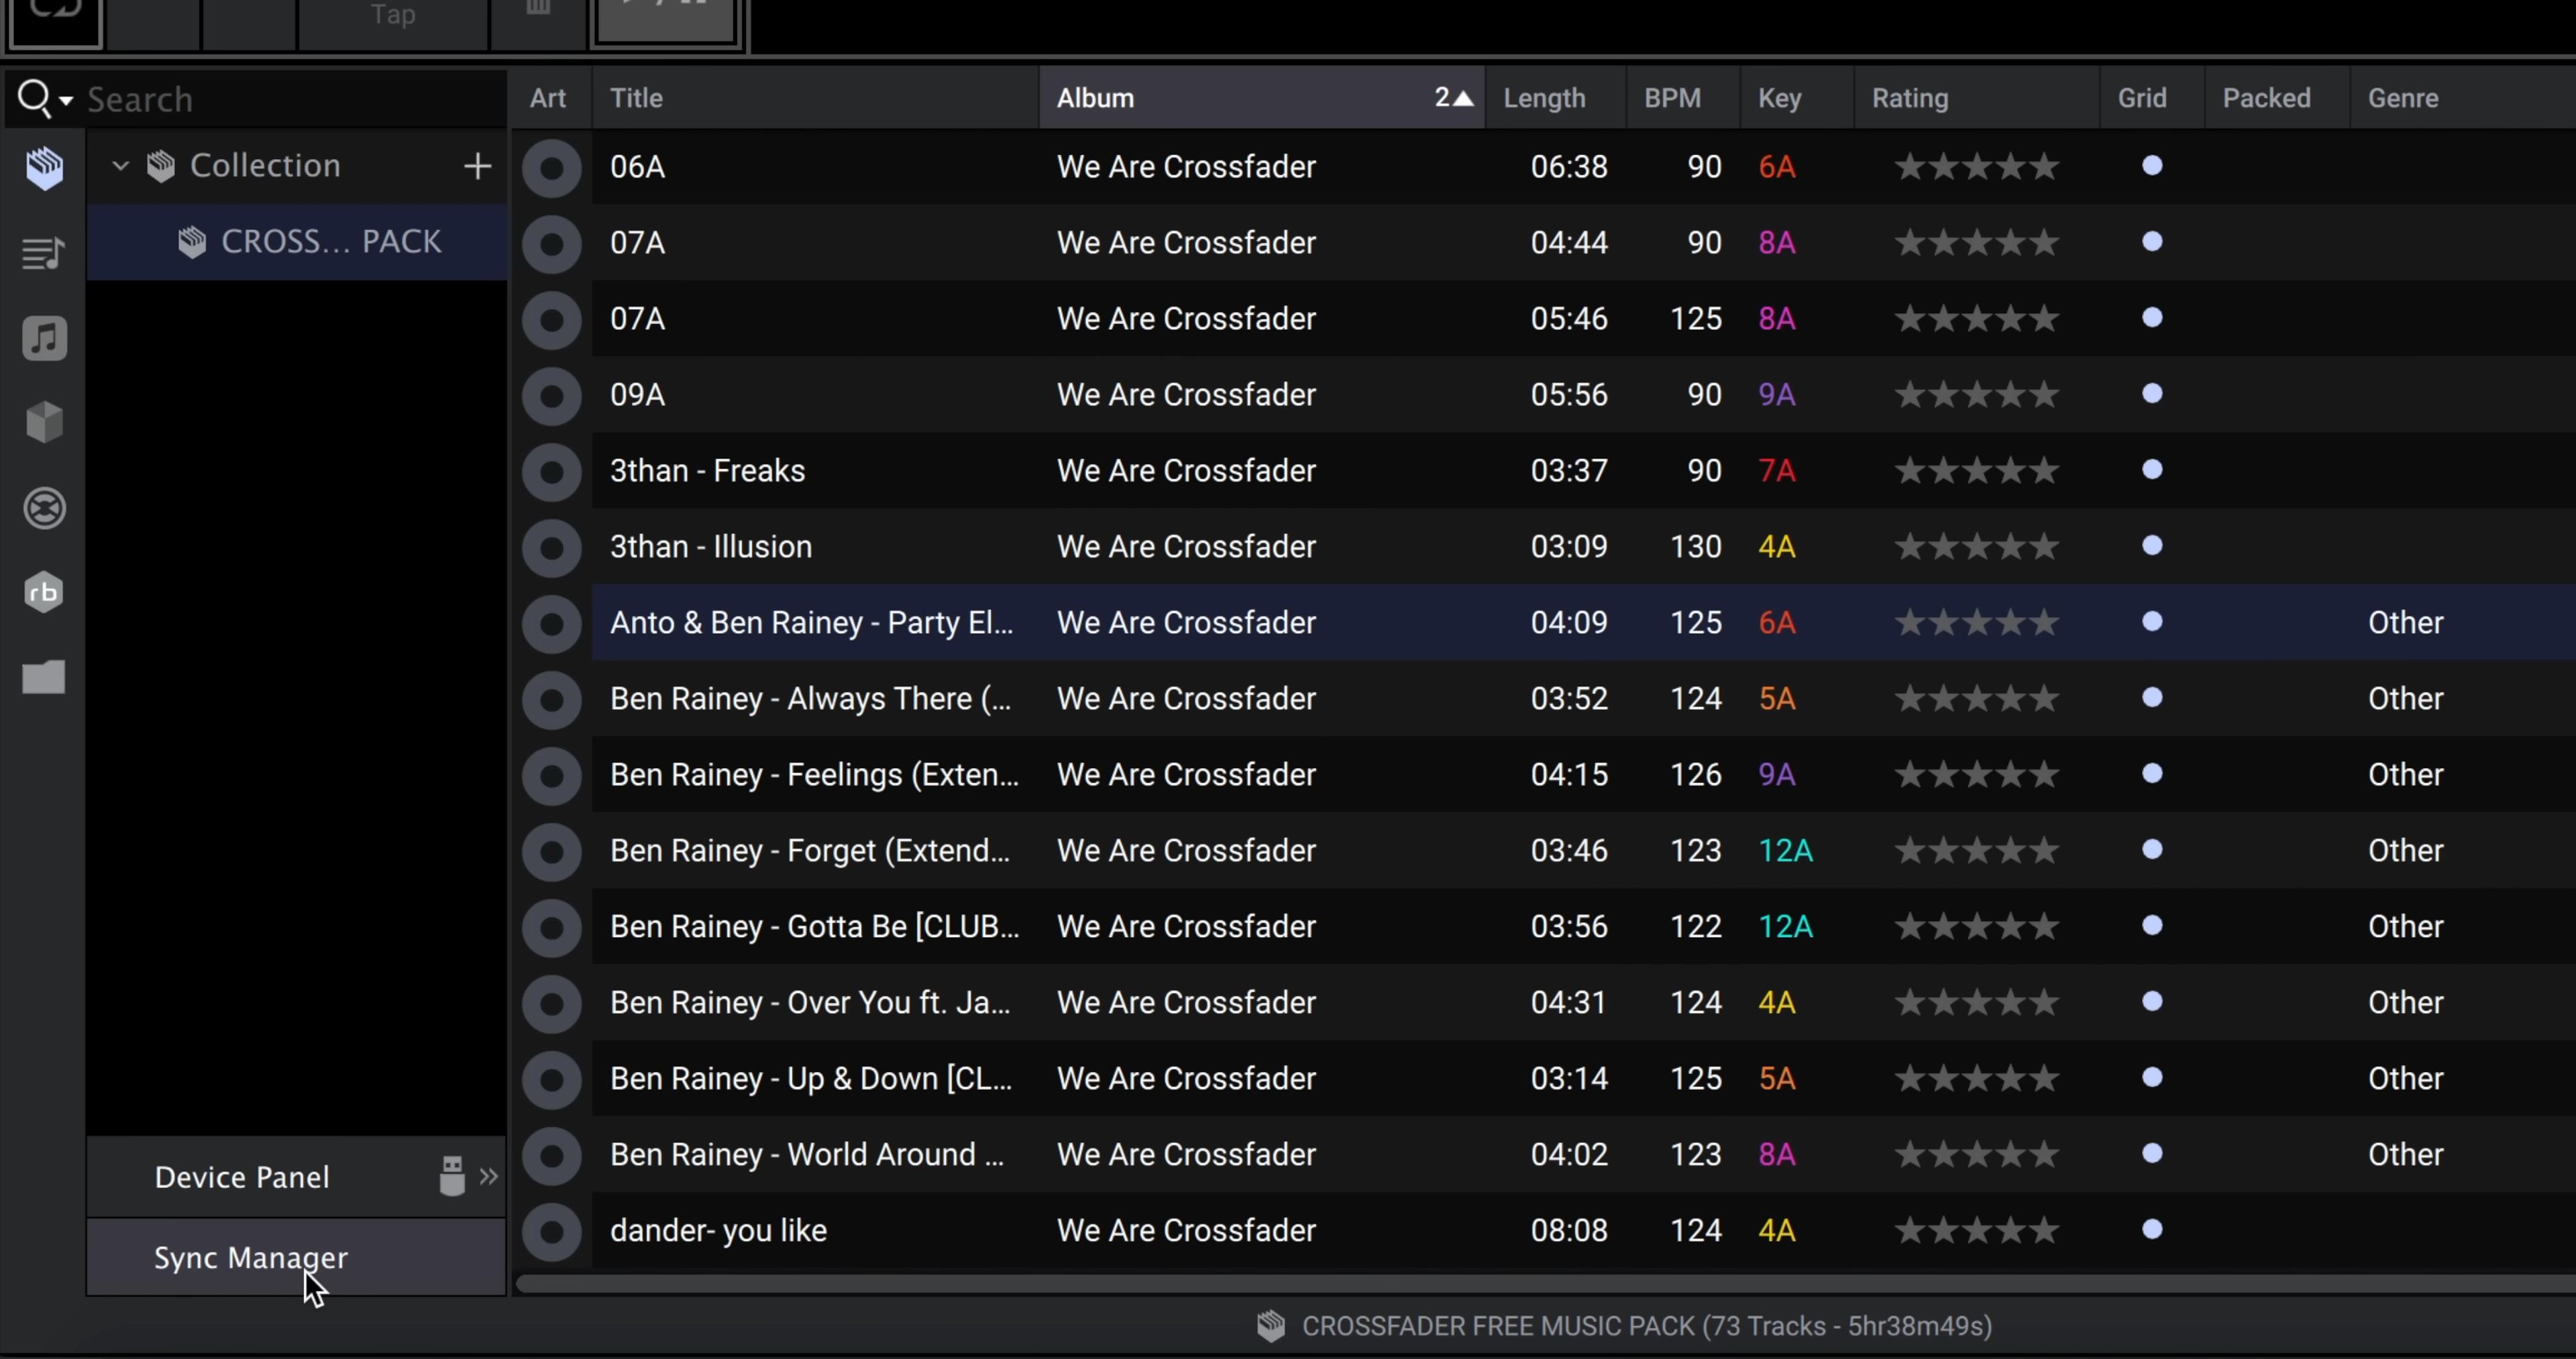 Tap
Search
Art Title Album 2▲ Length BPM Key Rating Grid Packed Genre
Collection +
CROSS... PACK
rb
06A We Are Crossfader 06:38 90 6A
07A We Are Crossfader 04:44 90 8A
07A We Are Crossfader 05:46 125 8A
09A We Are Crossfader 05:56 90 9A
3than - Freaks We Are Crossfader 03:37 90 7A
3than - Illusion We Are Crossfader 03:09 130 4A
Anto & Ben Rainey - Party El... We Are Crossfader 04:09 125 6A Other
Ben Rainey - Always There (... We Are Crossfader 03:52 124 5A Other
Ben Rainey - Feelings (Exten... We Are Crossfader 04:15 126 9A Other
Ben Rainey - Forget (Extend... We Are Crossfader 03:46 123 12A Other
Ben Rainey - Gotta Be [CLUB... We Are Crossfader 03:56 122 12A Other
Ben Rainey - Over You ft. Ja... We Are Crossfader 04:31 124 4A Other
Ben Rainey - Up & Down [CL... We Are Crossfader 03:14 125 5A Other
Ben Rainey - World Around ... We Are Crossfader 04:02 123 8A Other
dander- you like We Are Crossfader 08:08 124 4A
Device Panel »
Sync Manager
CROSSFADER FREE MUSIC PACK (73 Tracks - 5hr38m49s)